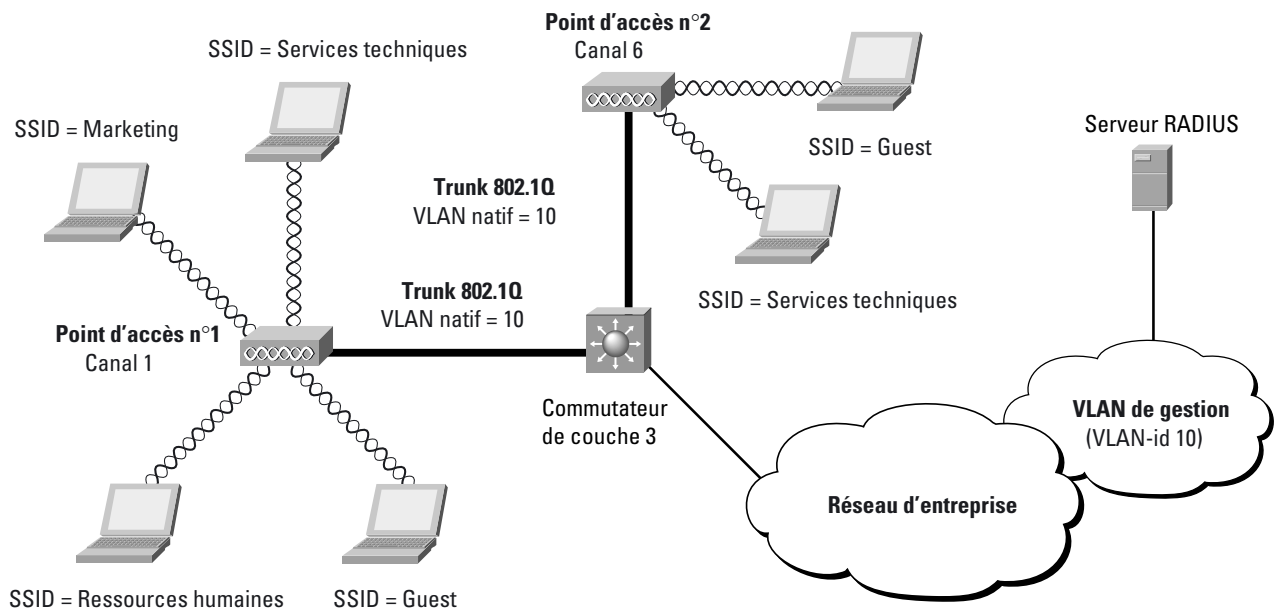 Point d'accès n°2
Canal 6
SSID = Services techniques
SSID = Marketing
Serveur RADIUS
SSID = Guest
Trunk 802.1Q
VLAN natif = 10
Trunk 802.1Q
VLAN natif = 10
SSID = Services techniques
Point d'accès n°1
Canal 1
Commutateur
de couche 3
VLAN de gestion
(VLAN-id 10)
Réseau d'entreprise
SSID = Ressources humaines
SSID = Guest